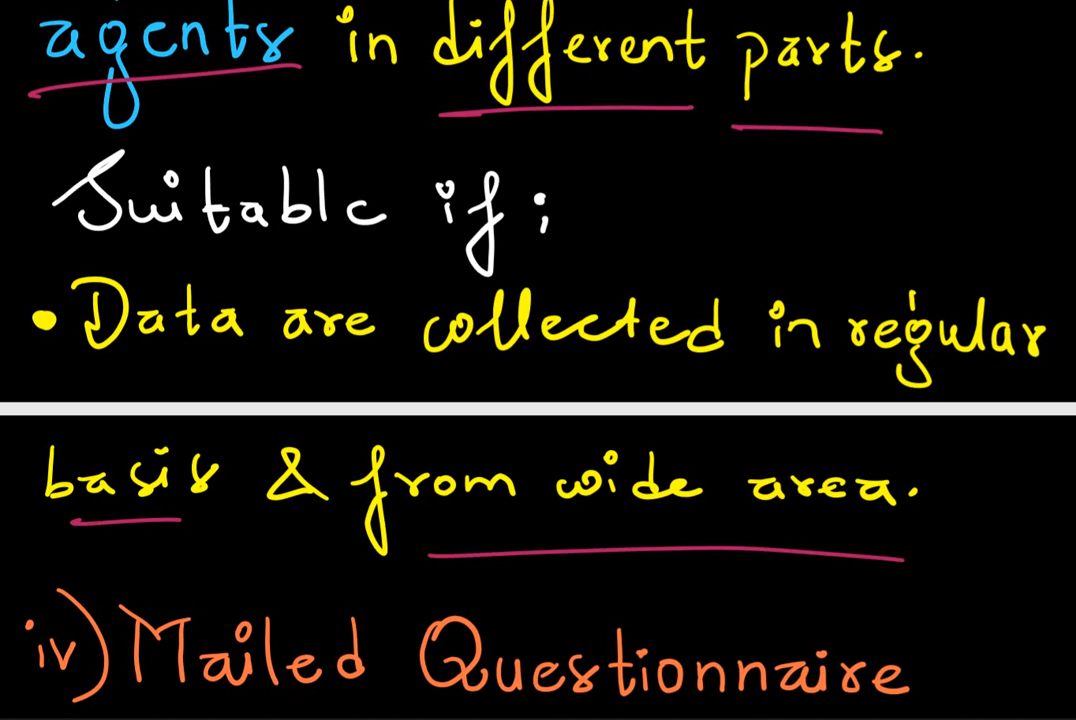 agents in different parts.
Suitable if;
• Data are collected in regular
basis & from wide area.
iv) Mailed Questionnaire